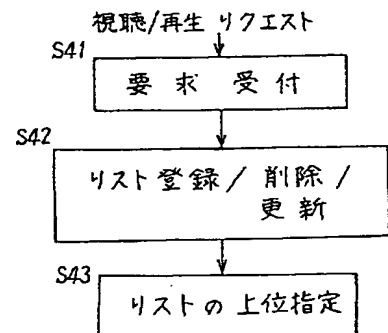 視聴/再生 リクエスト
S41
要求 受付
S42
リスト登録/削除/
更新
S43
リストの上位指定